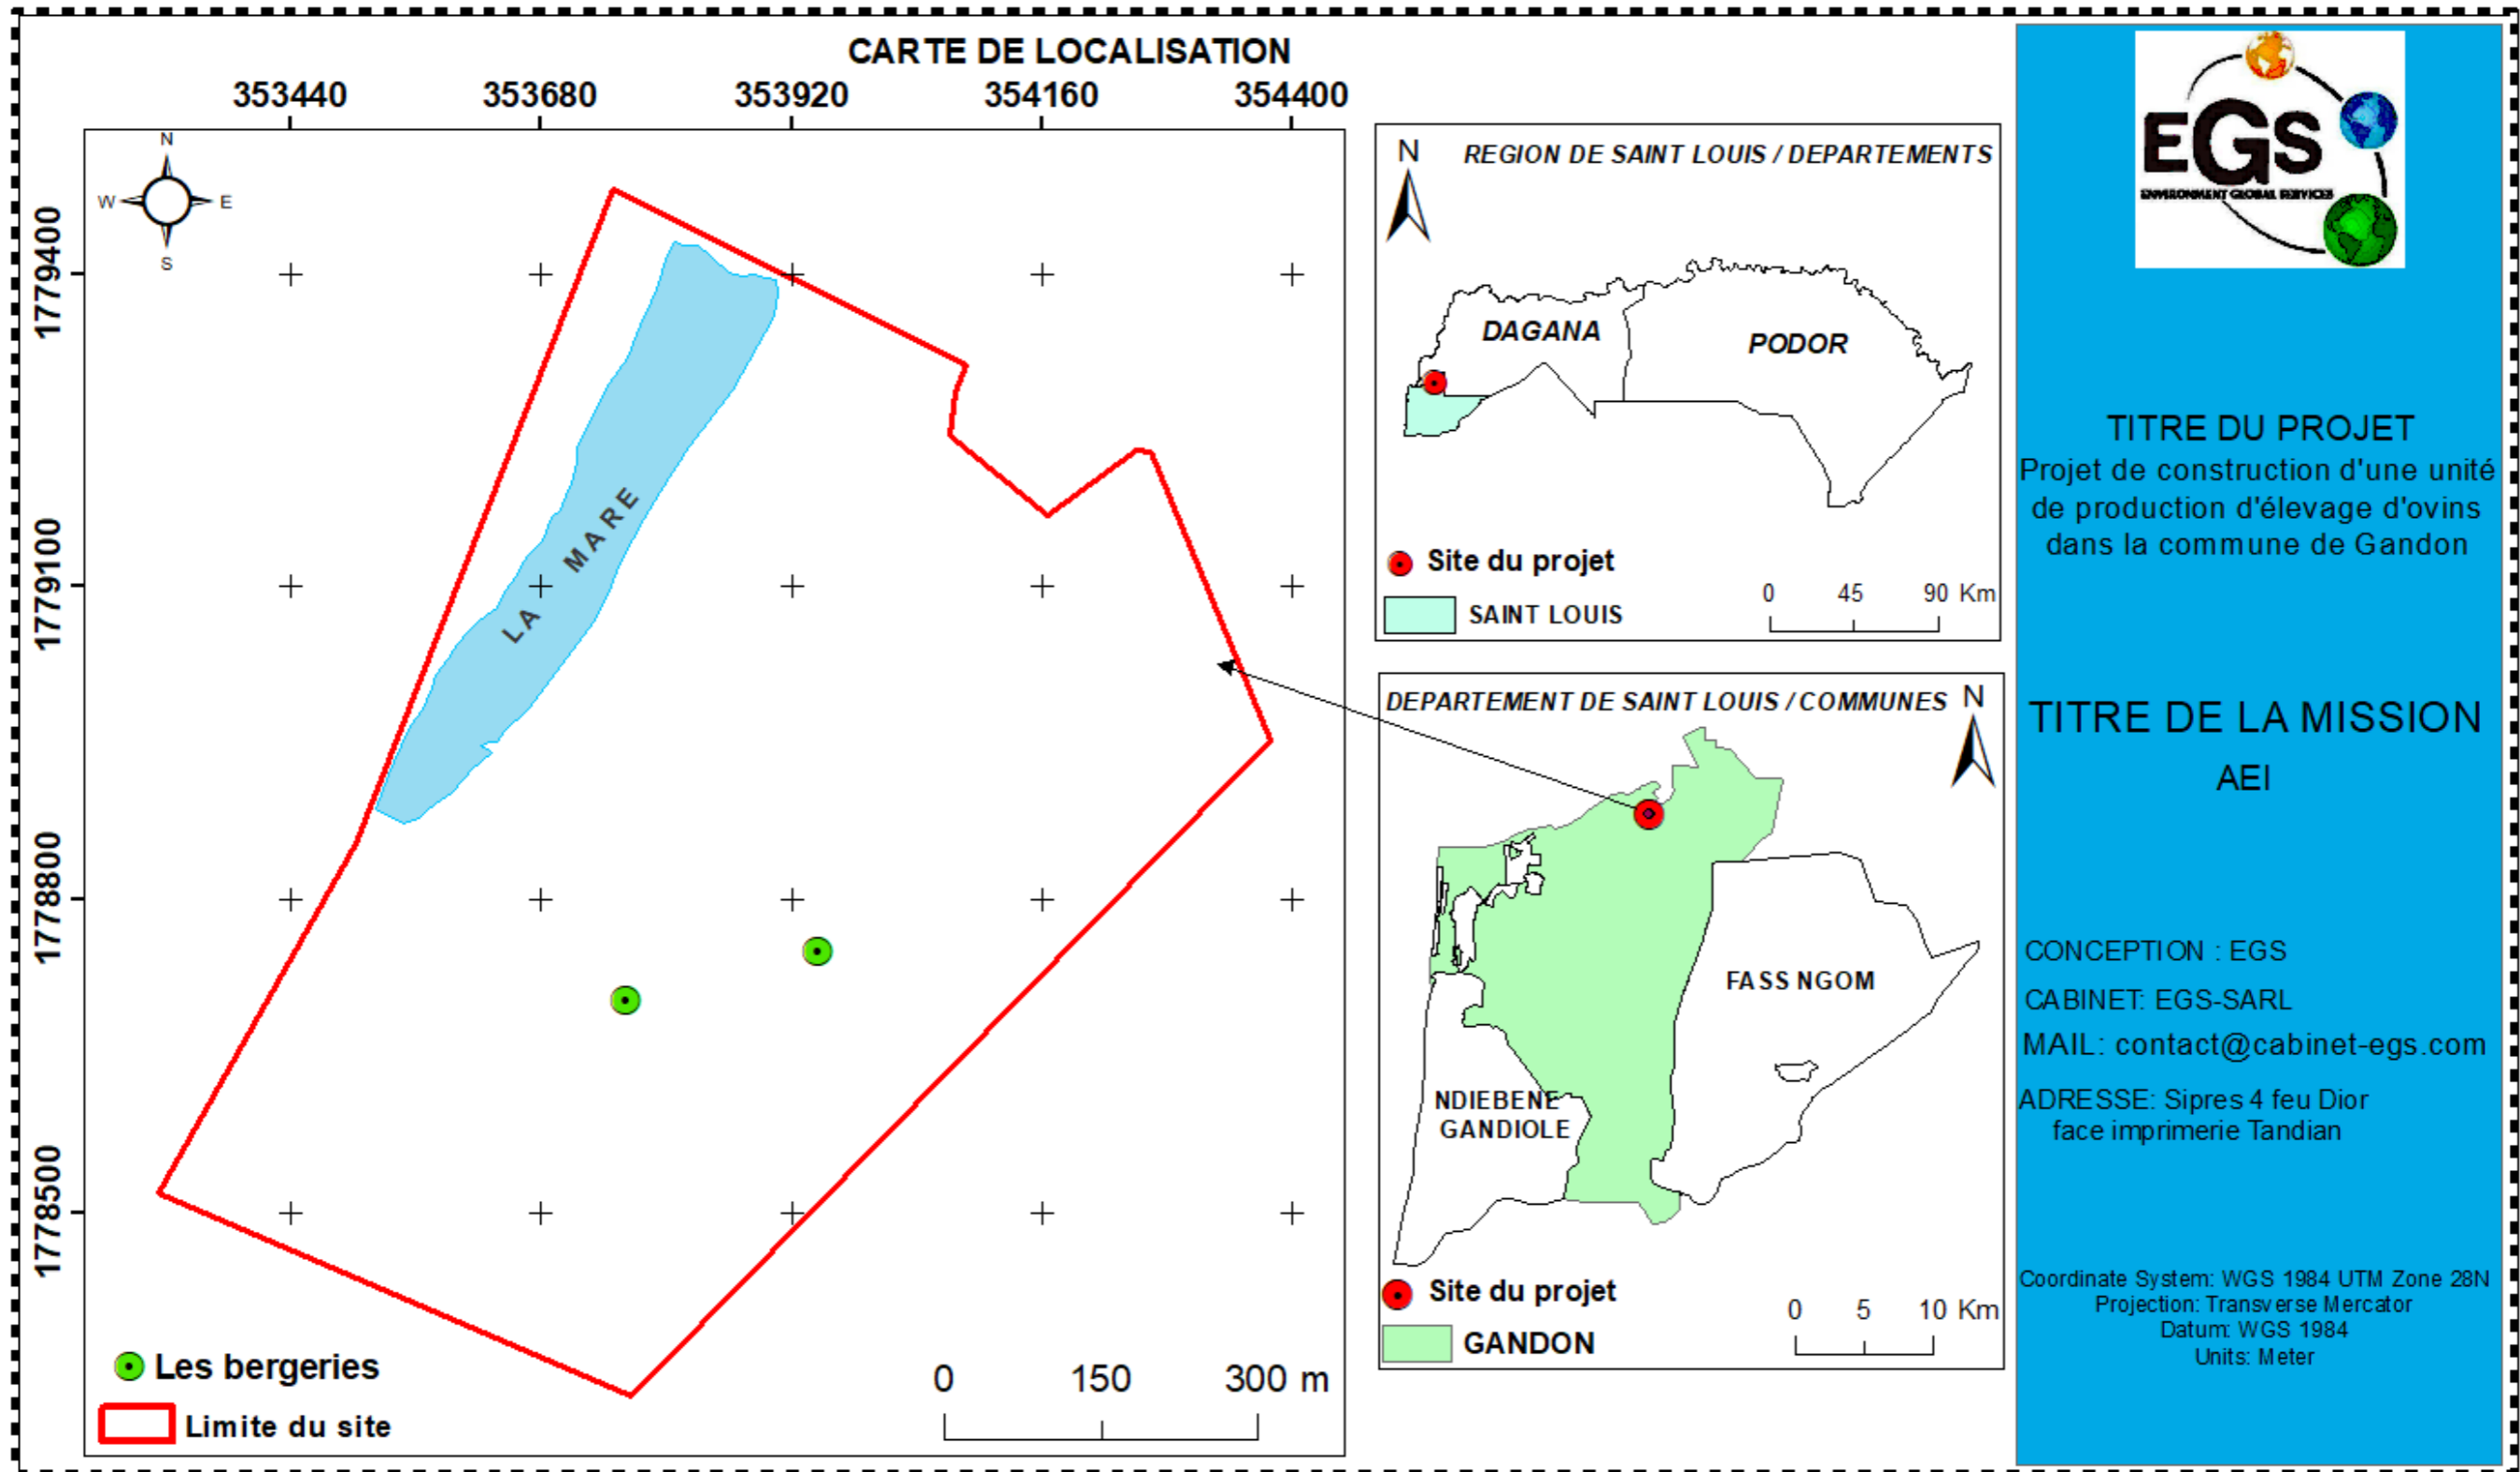 CARTE DE LOCALISATION
353440 353680 353920 354160 354400
1779400
1779100
1778800
1778500
N
W E
S
LA MARE
Les bergeries
Limite du site
0 150 300 m
N
REGION DE SAINT LOUIS / DEPARTEMENTS
DAGANA
PODOR
Site du projet
SAINT LOUIS
0 45 90 Km
DEPARTEMENT DE SAINT LOUIS / COMMUNES
N
FASS NGOM
NDIEBENE
GANDIOLE
Site du projet
GANDON
0 5 10 Km
EGS
ENVIRONMENT GLOBAL SERVICES
TITRE DU PROJET
Projet de construction d'une unité
de production d'élevage d'ovins
dans la commune de Gandon
TITRE DE LA MISSION
AEI
CONCEPTION : EGS
CABINET: EGS-SARL
MAIL: contact@cabinet-egs.com
ADRESSE: Sipres 4 feu Dior
face imprimerie Tandian
Coordinate System: WGS 1984 UTM Zone 28N
Projection: Transverse Mercator
Datum: WGS 1984
Units: Meter